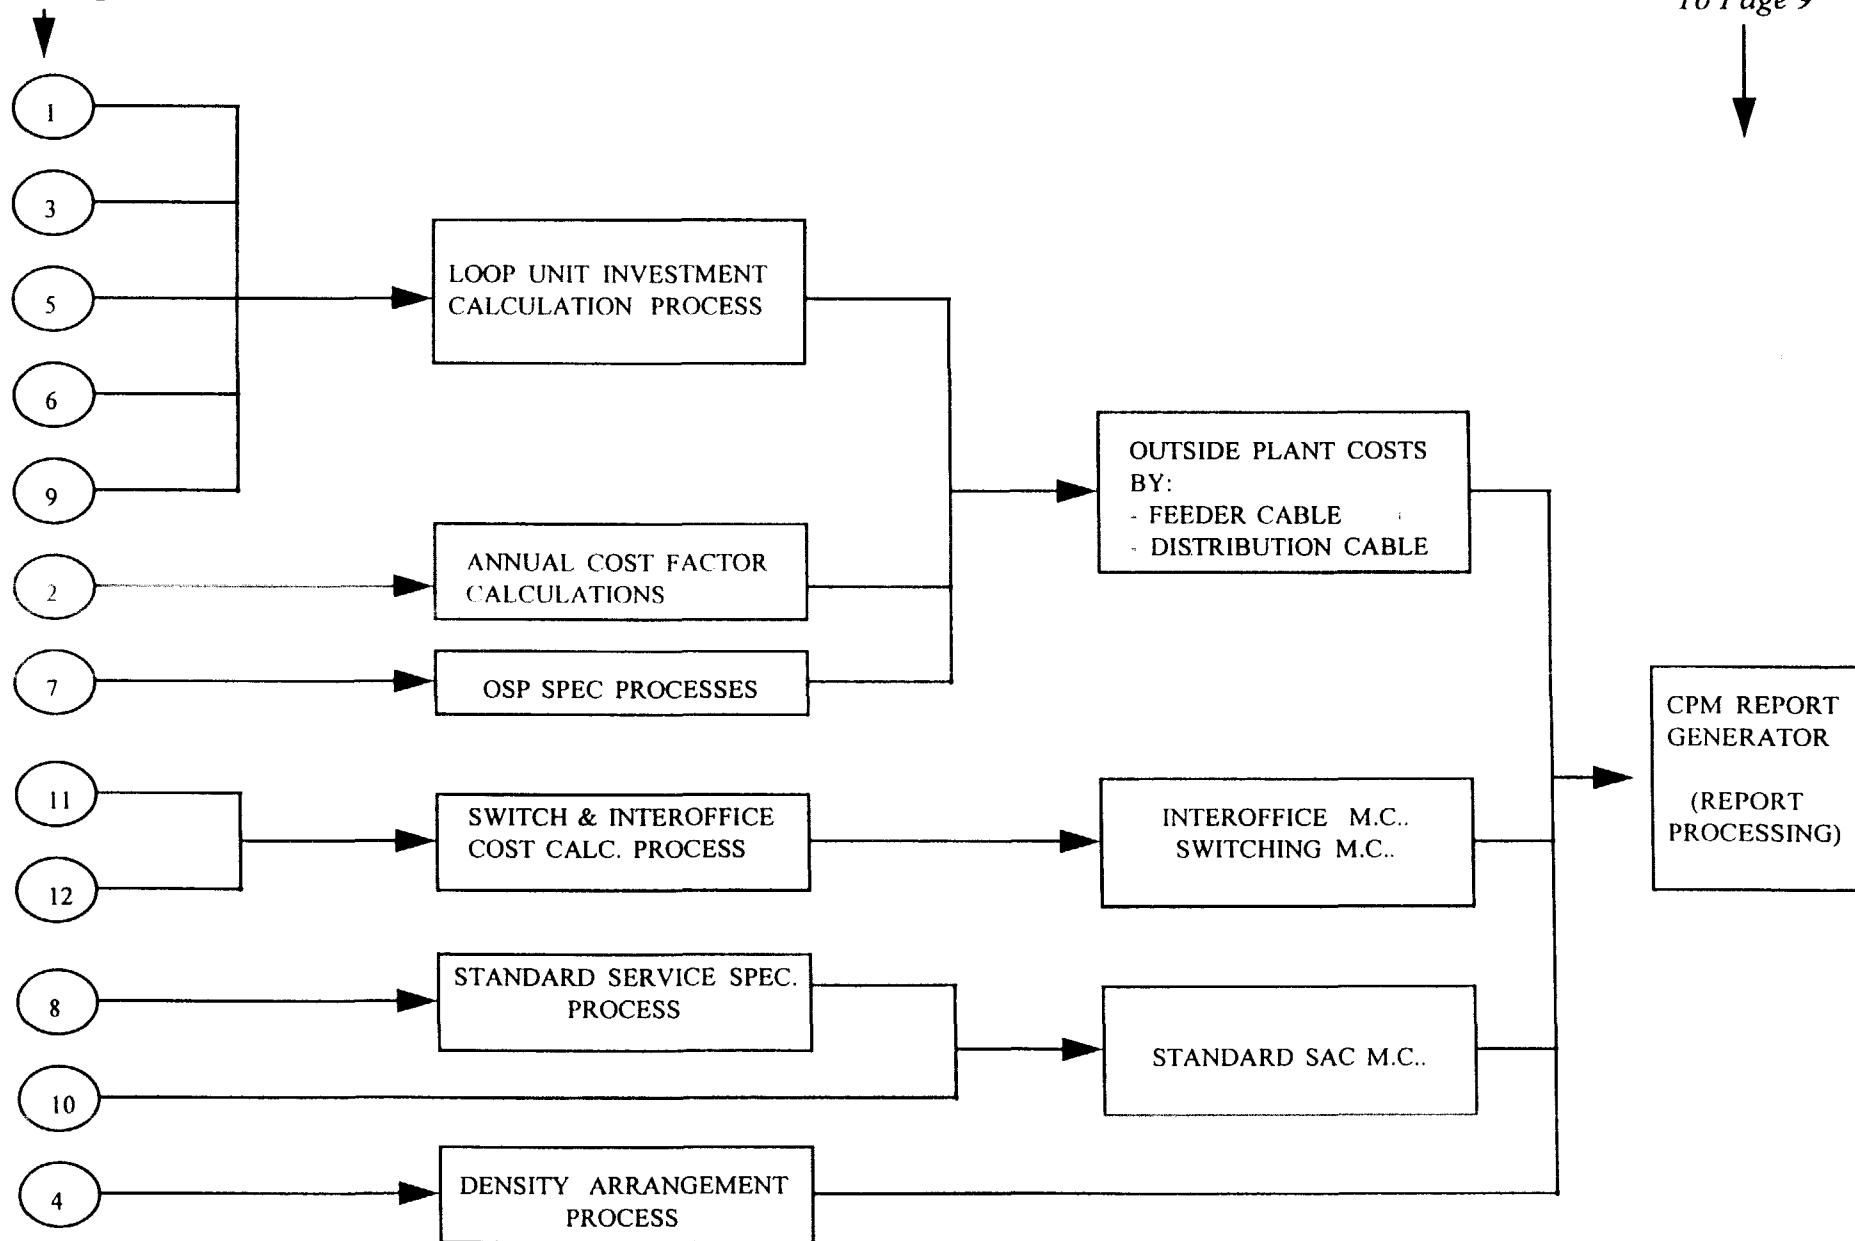 To Page 9
1
3
5
6
9
2
7
11
12
8
10
4
LOOP UNIT INVESTMENT
CALCULATION PROCESS
ANNUAL COST FACTOR
CALCULATIONS
OSP SPEC PROCESSES
SWITCH & INTEROFFICE
COST CALC. PROCESS
STANDARD SERVICE SPEC.
PROCESS
DENSITY ARRANGEMENT
PROCESS
OUTSIDE PLANT COSTS
BY:
- FEEDER CABLE
- DISTRIBUTION CABLE
INTEROFFICE M.C..
SWITCHING M.C..
STANDARD SAC M.C..
CPM REPORT
GENERATOR
(REPORT
PROCESSING)